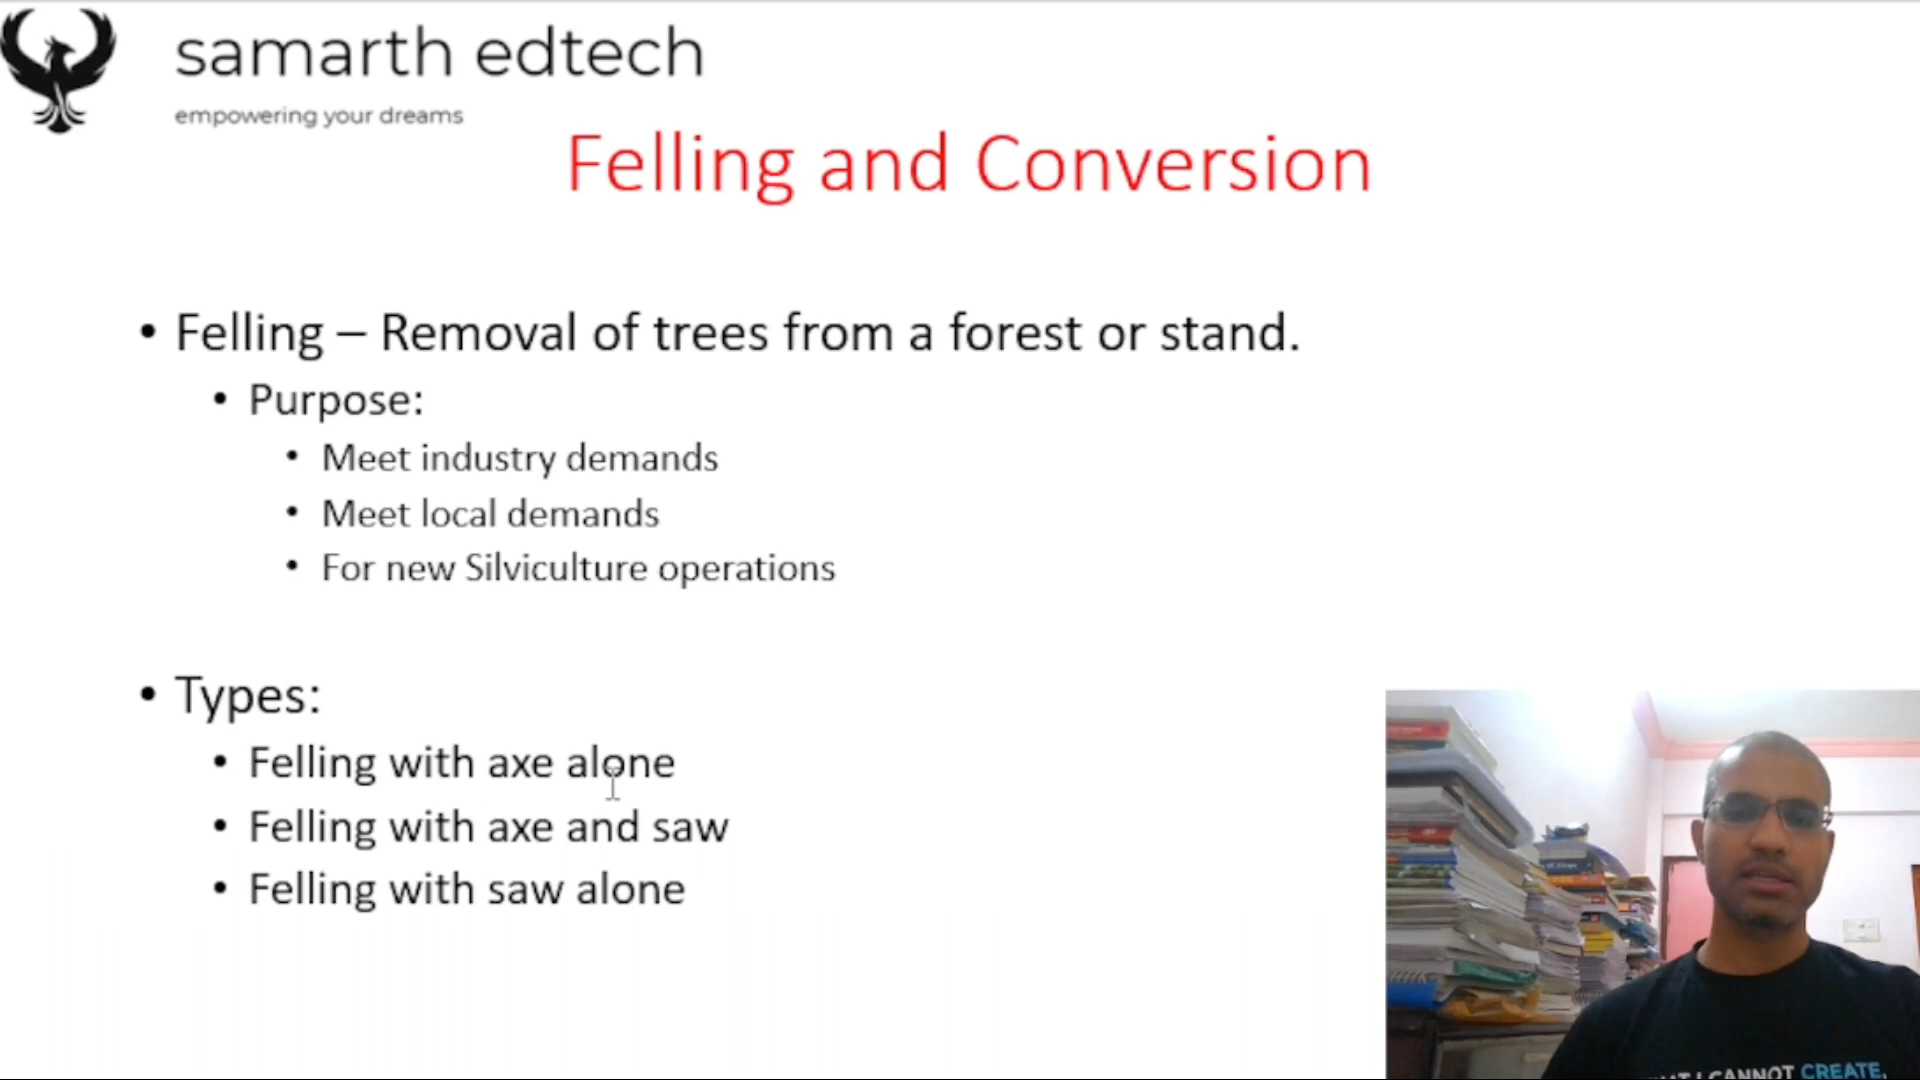 samarth edtech
empowering your dreams
Felling and Conversion
• Felling – Removal of trees from a forest or stand.
• Purpose:
• Meet industry demands
• Meet local demands
• For new Silviculture operations
• Types:
• Felling with axe alone
• Felling with axe and saw
• Felling with saw alone
I CANNOT CREATE,